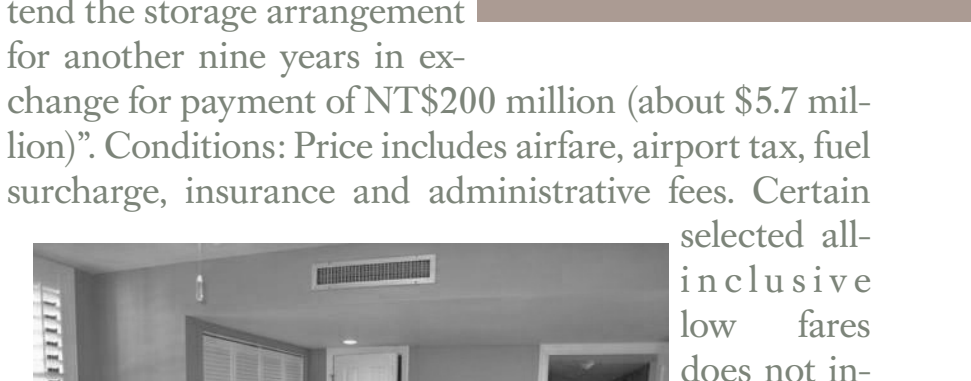 tend the storage arrangement
for another nine years in ex-
change for payment of NT$200 million (about $5.7 mil-
lion)”. Conditions: Price includes airfare, airport tax, fuel
surcharge, insurance and administrative fees. Certain
selected all-
inclusive
low fares
does not in-